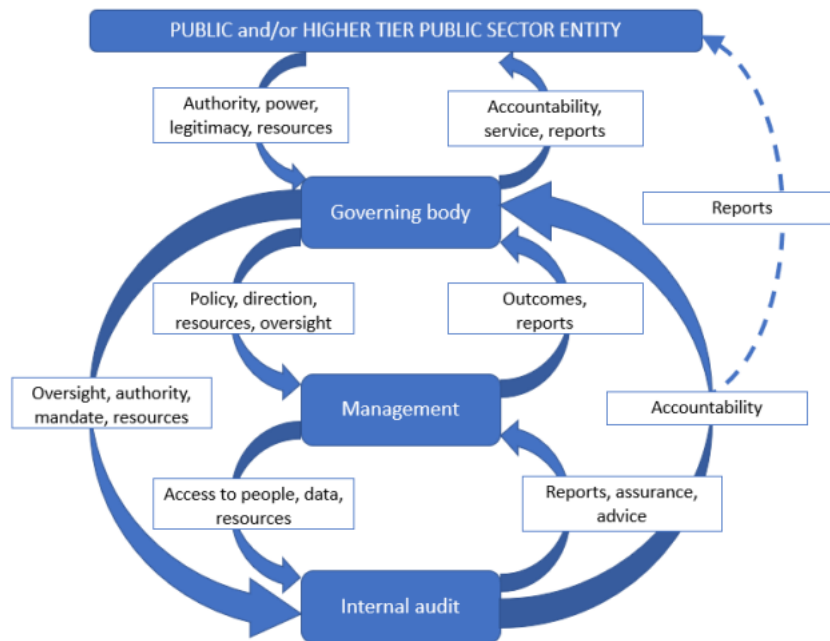 PUBLIC and/or HIGHER TIER PUBLIC SECTOR ENTITY
Authority, power,
legitimacy, resources
Accountability,
service, reports
Governing body
Reports
Policy, direction,
resources, oversight
Outcomes,
reports
Oversight, authority,
mandate, resources
Management
Accountability
Access to people, data,
resources
Reports, assurance,
advice
Internal audit